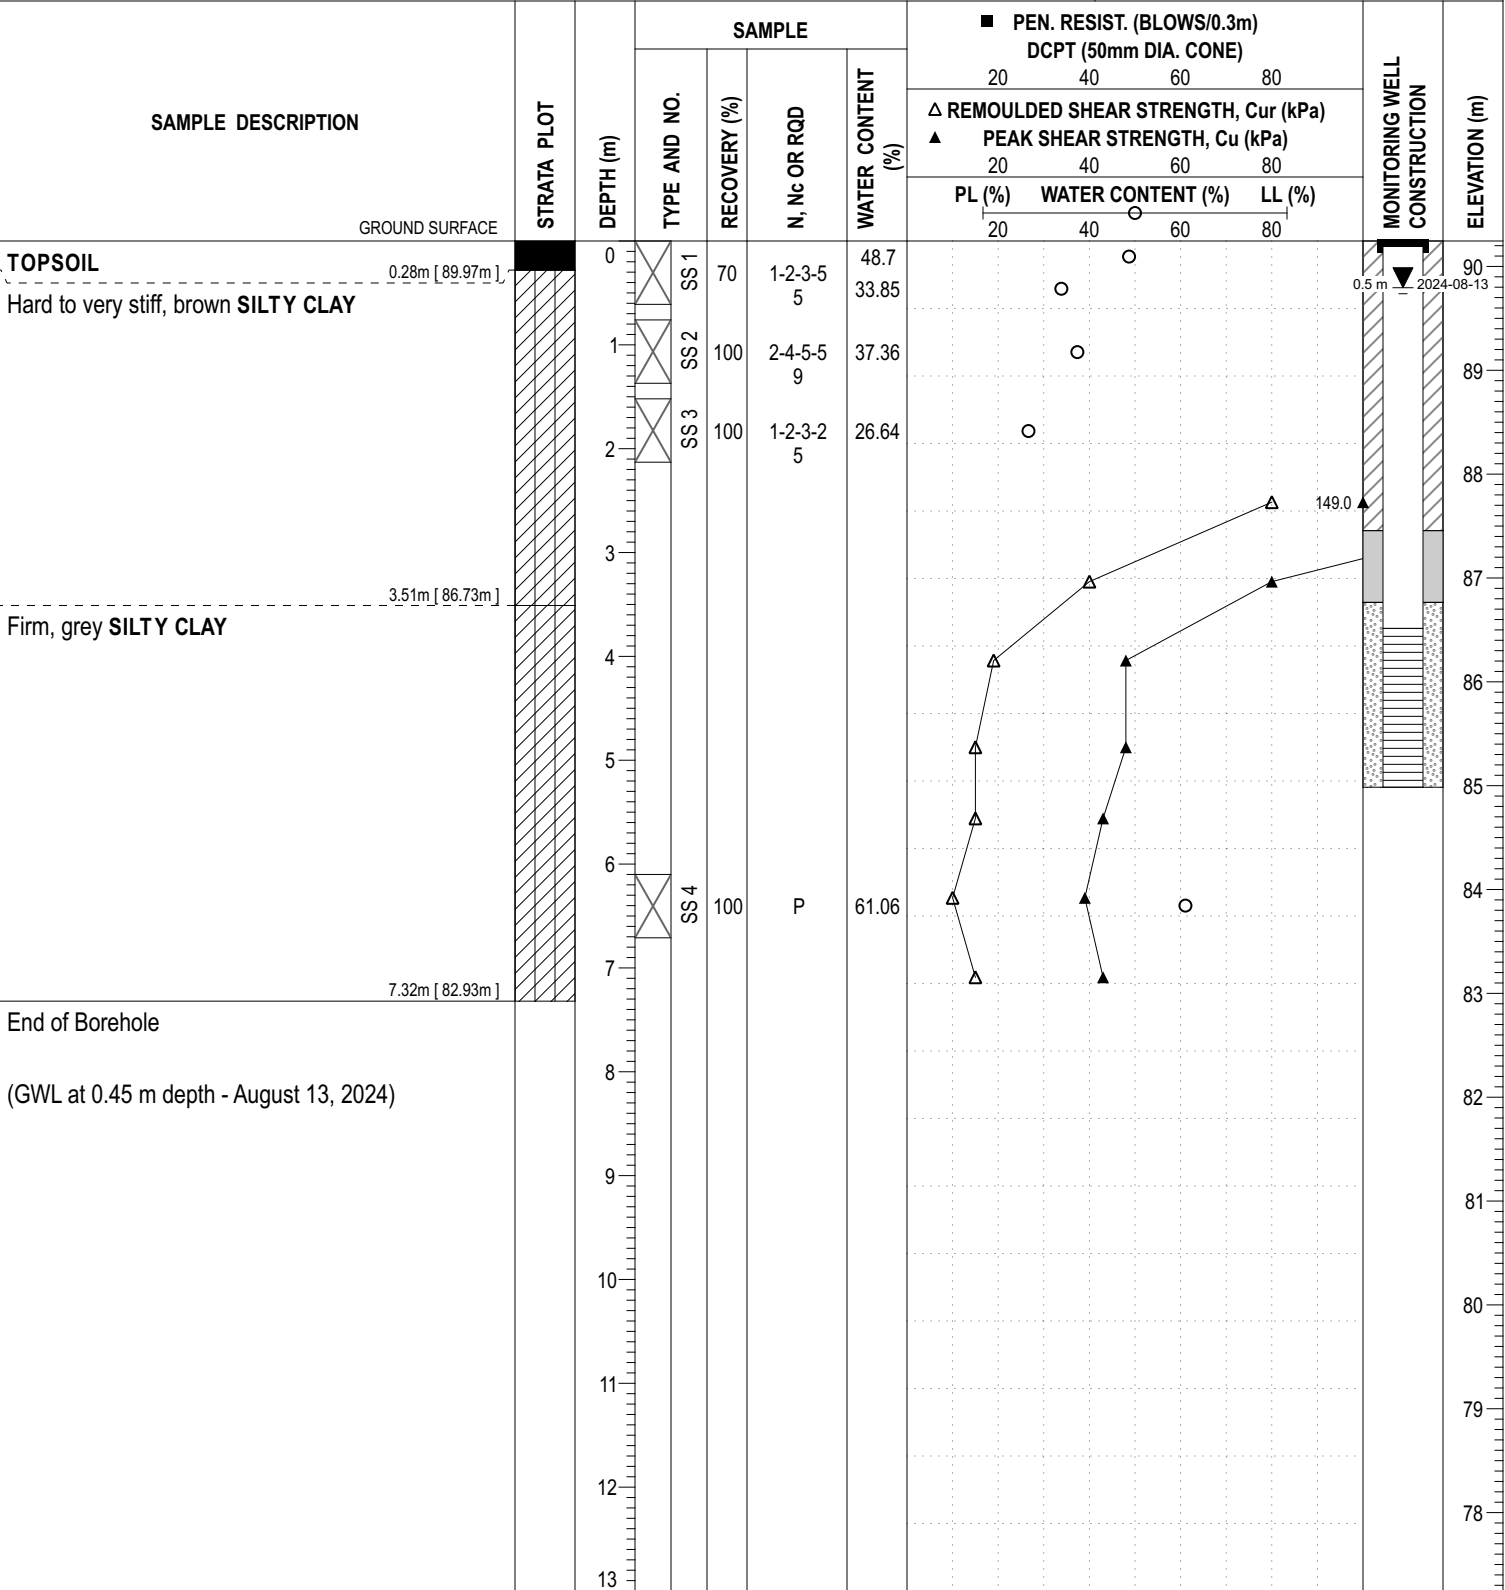 SAMPLE DESCRIPTION
GROUND SURFACE
STRATA PLOT
DEPTH (m)
SAMPLE
TYPE AND NO.
RECOVERY (%)
N, Nc OR RQD
WATER CONTENT
(%)
■ PEN. RESIST. (BLOWS/0.3m)
DCPT (50mm DIA. CONE)
20 40 60 80
△ REMOULDED SHEAR STRENGTH, Cur (kPa)
▲ PEAK SHEAR STRENGTH, Cu (kPa)
20 40 60 80
PL (%) WATER CONTENT (%) LL (%)
20 40 60 80
MONITORING WELL
CONSTRUCTION
ELEVATION (m)
TOPSOIL
0.28m [ 89.97m ]
Hard to very stiff, brown SILTY CLAY
3.51m [ 86.73m ]
Firm, grey SILTY CLAY
7.32m [ 82.93m ]
End of Borehole
(GWL at 0.45 m depth - August 13, 2024)
0
1
2
3
4
5
6
7
8
9
10
11
12
13
SS 1
70
1-2-3-5
5
48.7
33.85
SS 2
100
2-4-5-5
9
37.36
SS 3
100
1-2-3-2
5
26.64
SS 4
100
P
61.06
149.0
0.5 m
2024-08-13
90
89
88
87
86
85
84
83
82
81
80
79
78